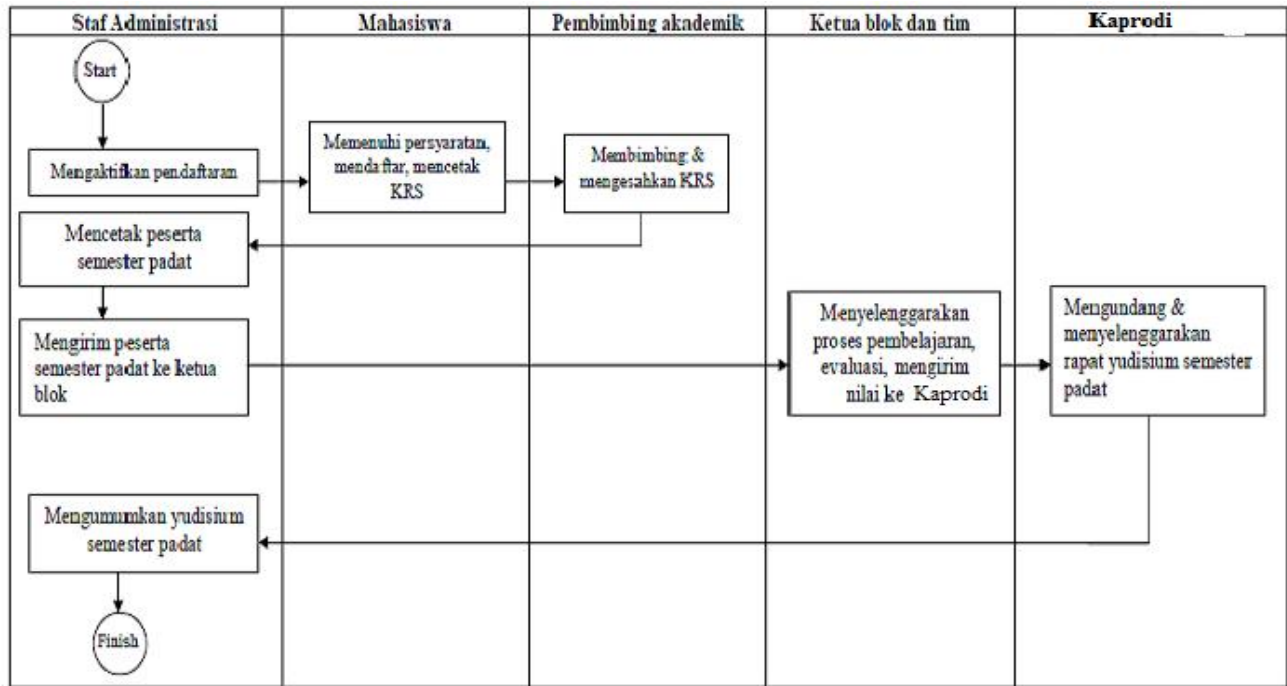 Staf Administrasi
Mahasiswa
Pembimbing akademik
Ketua blok dan tim
Kaprodi
Start
Mengaktifkan pendaftaran
Memenuhi persyaratan,
mendaftar, mencetak
KRS
Membimbing &
mengesahkan KRS
Mencetak peserta
semester padat
Mengirim peserta
semester padat ke ketua
blok
Menyelenggarakan
proses pembelajaran,
evaluasi, mengirim
nilai ke Kaprodi
Mengundang &
menyelenggarakan
rapat yudisium semester
padat
Mengumumkan yudisium
semester padat
Finish